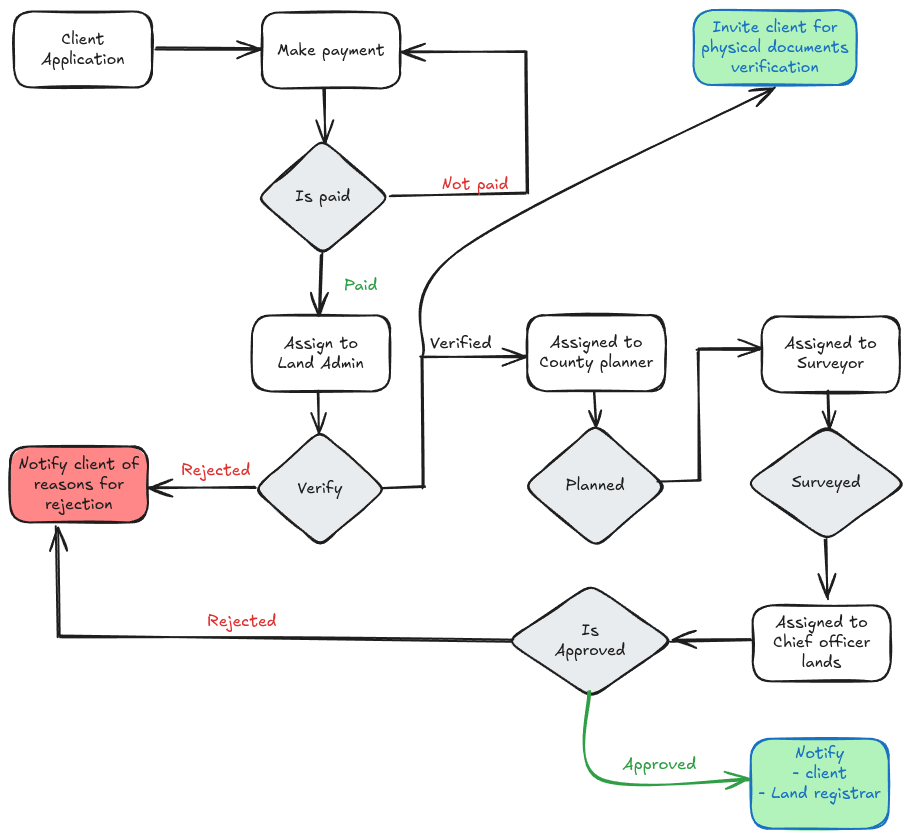 Client
Application
Make payment
Invite client for
physical documents
verification
Is paid
Not paid
Paid
Assign to
Land Admin
Verified
Assigned to
County planner
Assigned to
Surveyor
Notify client of
reasons for
rejection
Rejected
Verify
Planned
Surveyed
Rejected
Is
Approved
Assigned to
Chief officer
lands
Approved
Notify
- client
- Land registrar